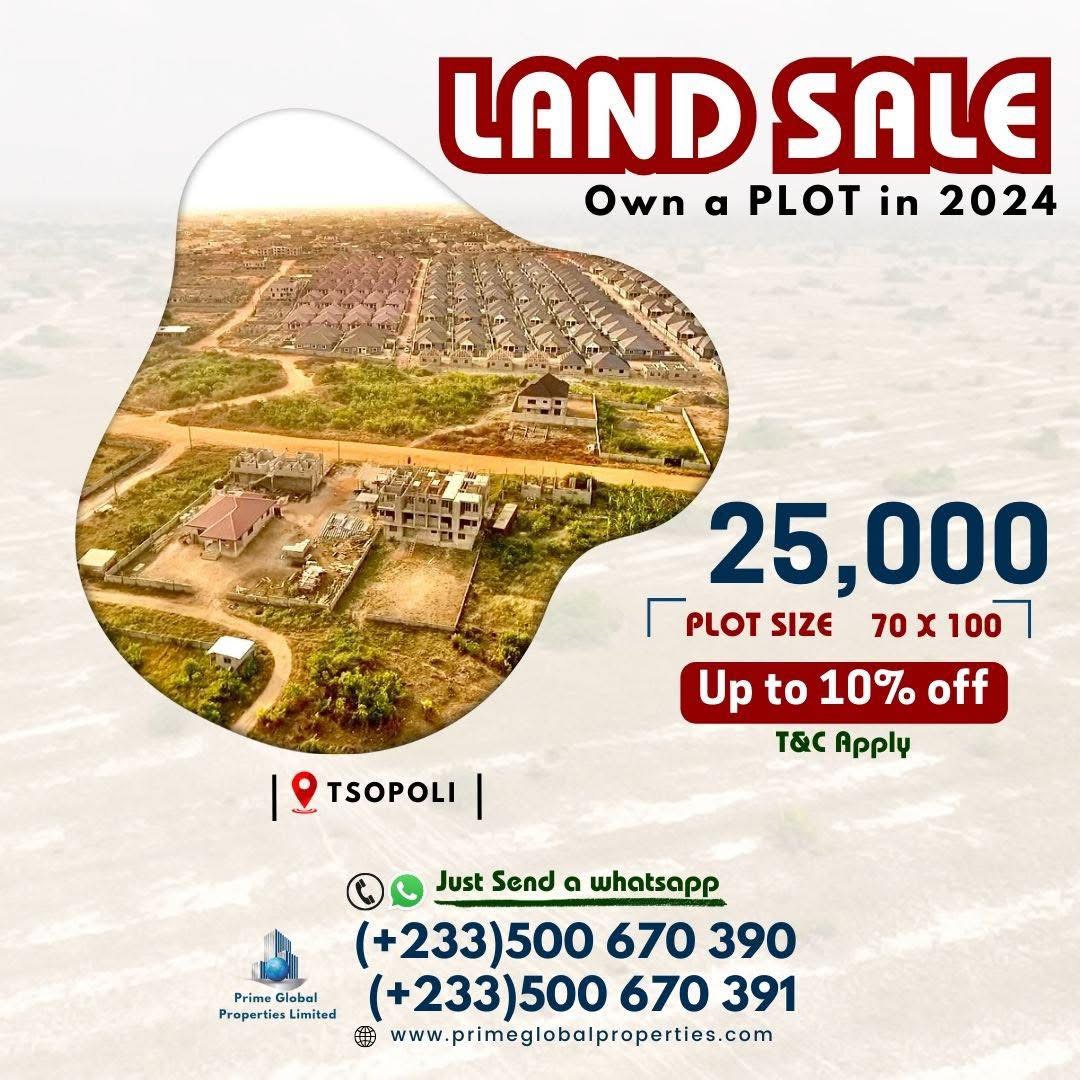 LAND SALE
Own a PLOT in 2024
25,000
PLOT SIZE 70 X 100
Up to 10% off
T&C Apply
TSOPOLI
Just Send a whatsapp
(+233)500 670 390
(+233)500 670 391
Prime Global
Properties Limited
www.primeglobalproperties.com